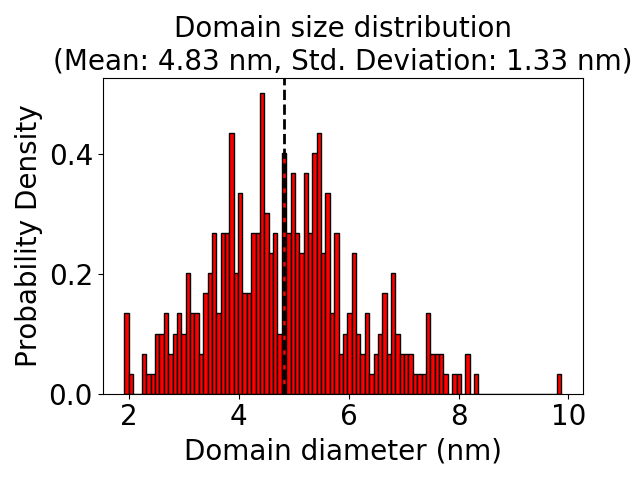 Domain size distribution
(Mean: 4.83 nm, Std. Deviation: 1.33 nm)
Probability Density
0.4
0.2
0.0
2 4 6 8 10
Domain diameter (nm)